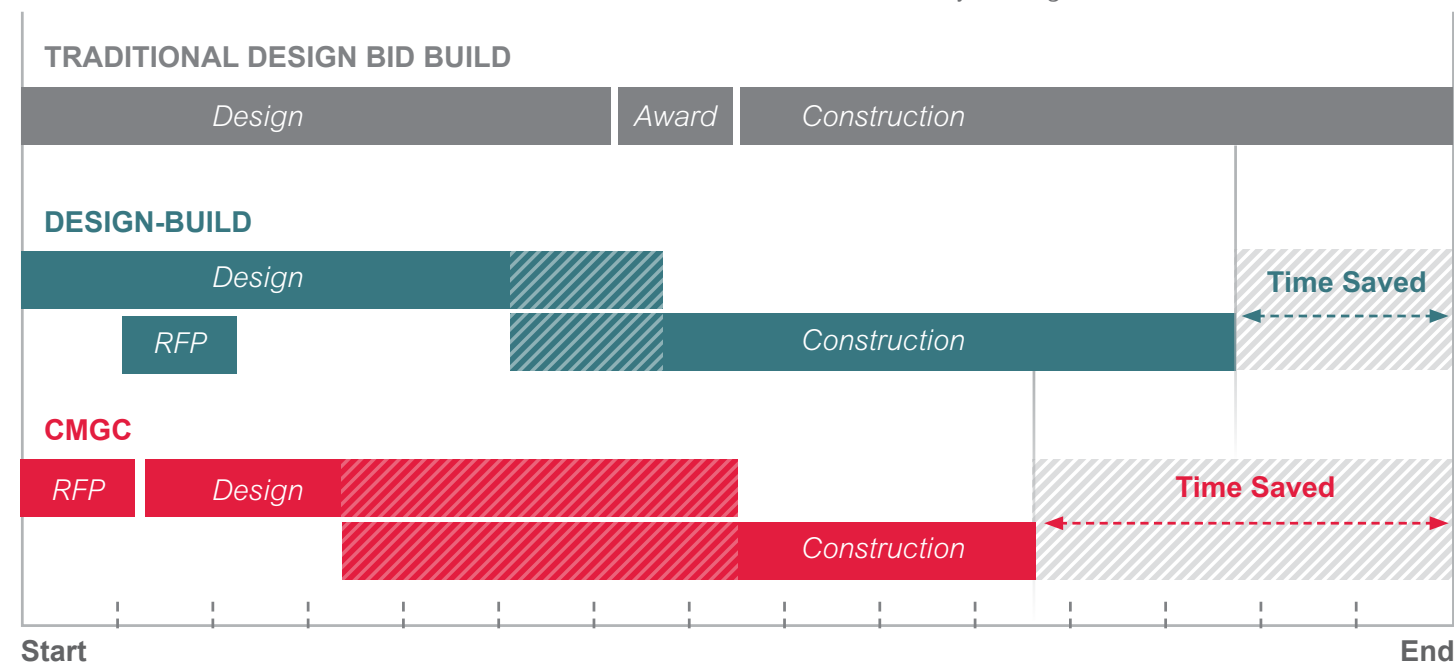 TRADITIONAL DESIGN BID BUILD
Design Award Construction
DESIGN-BUILD
Design
Time Saved
RFP Construction
CMGC
RFP Design
Time Saved
Construction
Start End